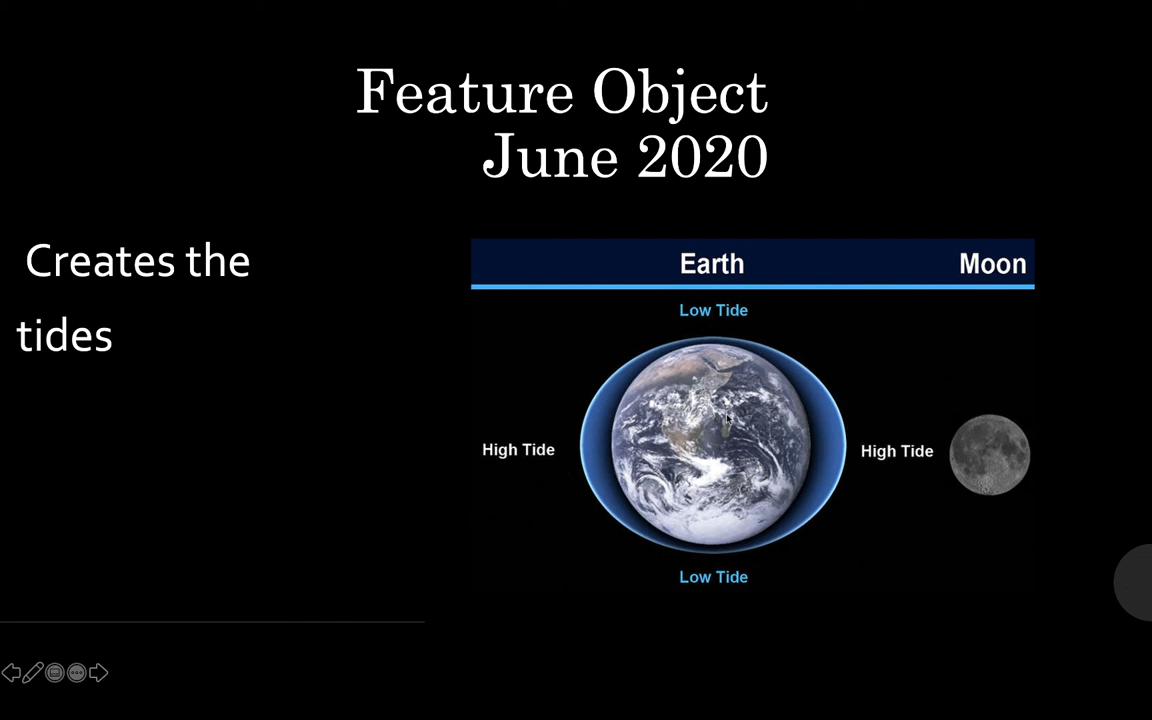 Feature Object
June 2020
Creates the
tides
Earth Moon
Low Tide
High Tide High Tide
Low Tide